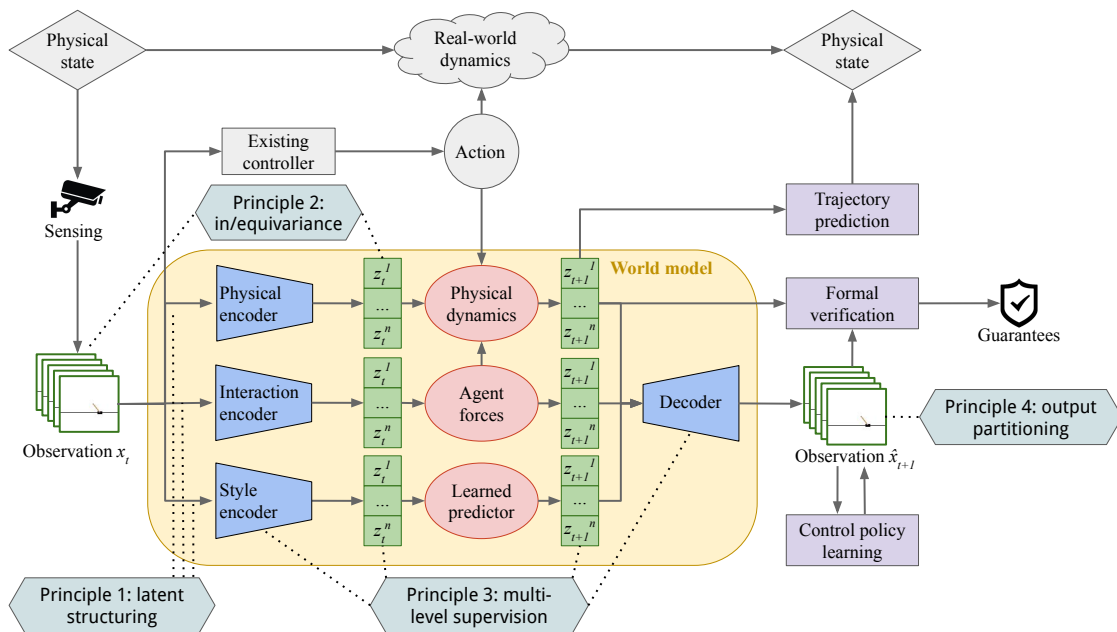 Physical
state
Real-world
dynamics
Physical
state
Existing
controller
Action
Sensing
Principle 2:
in/equivariance
Trajectory
prediction
World model
Physical
encoder
z_t^1
...
z_t^n
Physical
dynamics
z_{t+1}^1
...
z_{t+1}^n
Formal
verification
Guarantees
Observation x_t
Interaction
encoder
z_t^1
...
z_t^n
Agent
forces
z_{t+1}^1
...
z_{t+1}^n
Decoder
Observation x̂_{t+1}
Principle 4: output
partitioning
Style
encoder
z_t^1
...
z_t^n
Learned
predictor
z_{t+1}^1
...
z_{t+1}^n
Control policy
learning
Principle 1: latent
structuring
Principle 3: multi-
level supervision